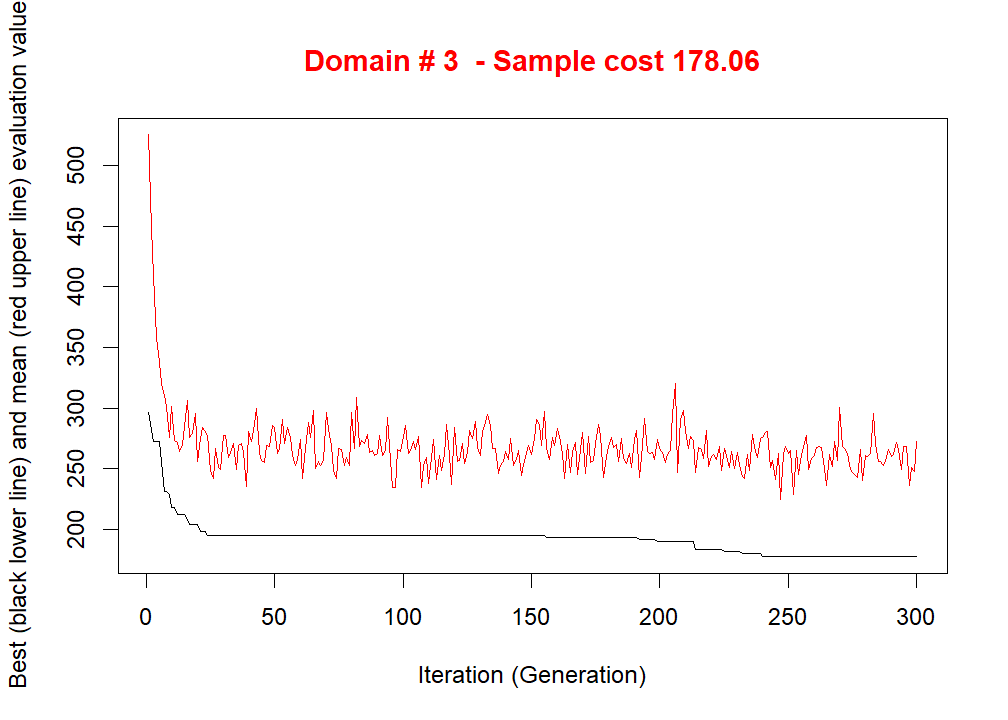 Domain # 3  - Sample cost 178.06
Best (black lower line) and mean (red upper line) evaluation value
500
450
400
350
300
250
200
0 50 100 150 200 250 300
Iteration (Generation)